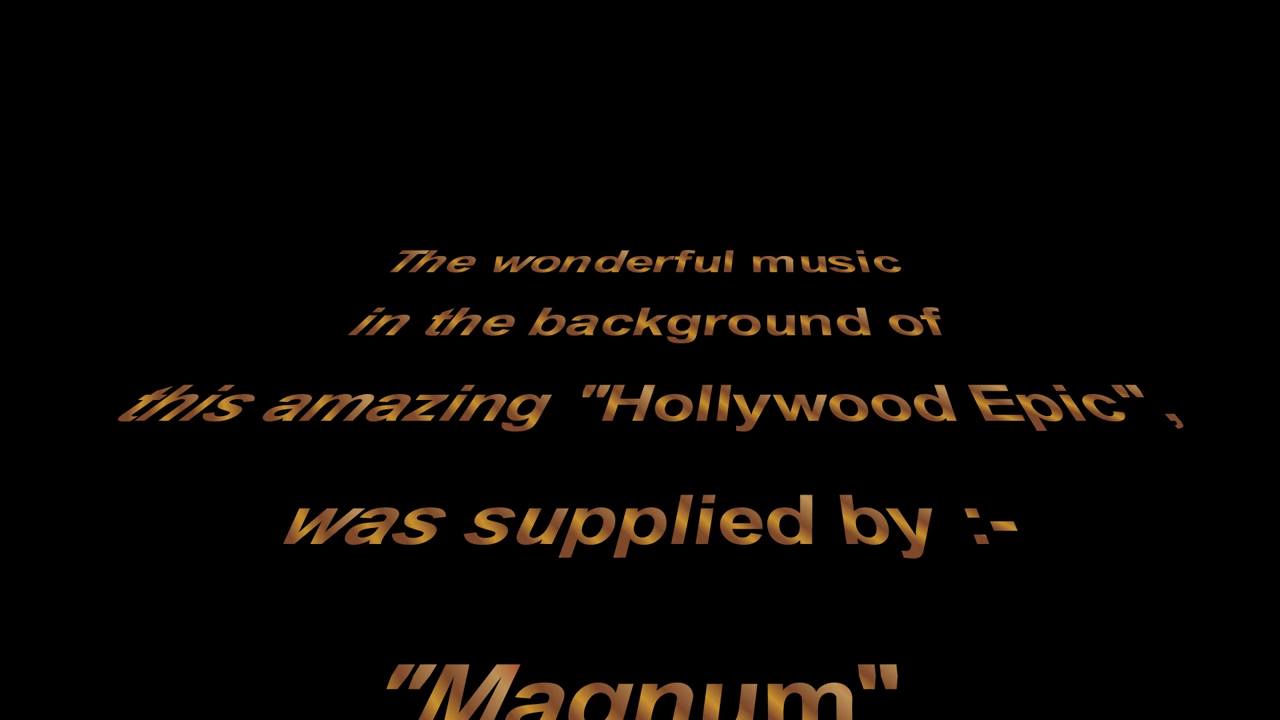 The wonderful music
in the background of
this amazing "Hollywood Epic" ,
was supplied by :-
"Magnum"